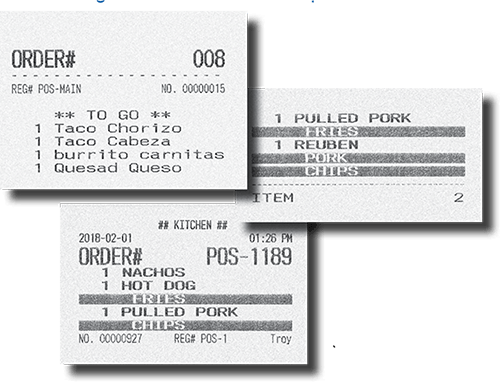 ORDER# 008
REG# POS-MAIN NO. 00000015
** TO GO **
1 Taco Chorizo
1 Taco Cabeza
1 burrito carnitas
1 Quesad Queso
1 PULLED PORK
FRIES
1 REUBEN
PORK
CHIPS
ITEM 2
## KITCHEN ##
2018-02-01 01:26 PM
ORDER# POS-1189
1 NACHOS
1 HOT DOG
FRIES
1 PULLED PORK
CHIPS
NO. 00000927 REG# POS-1 Troy